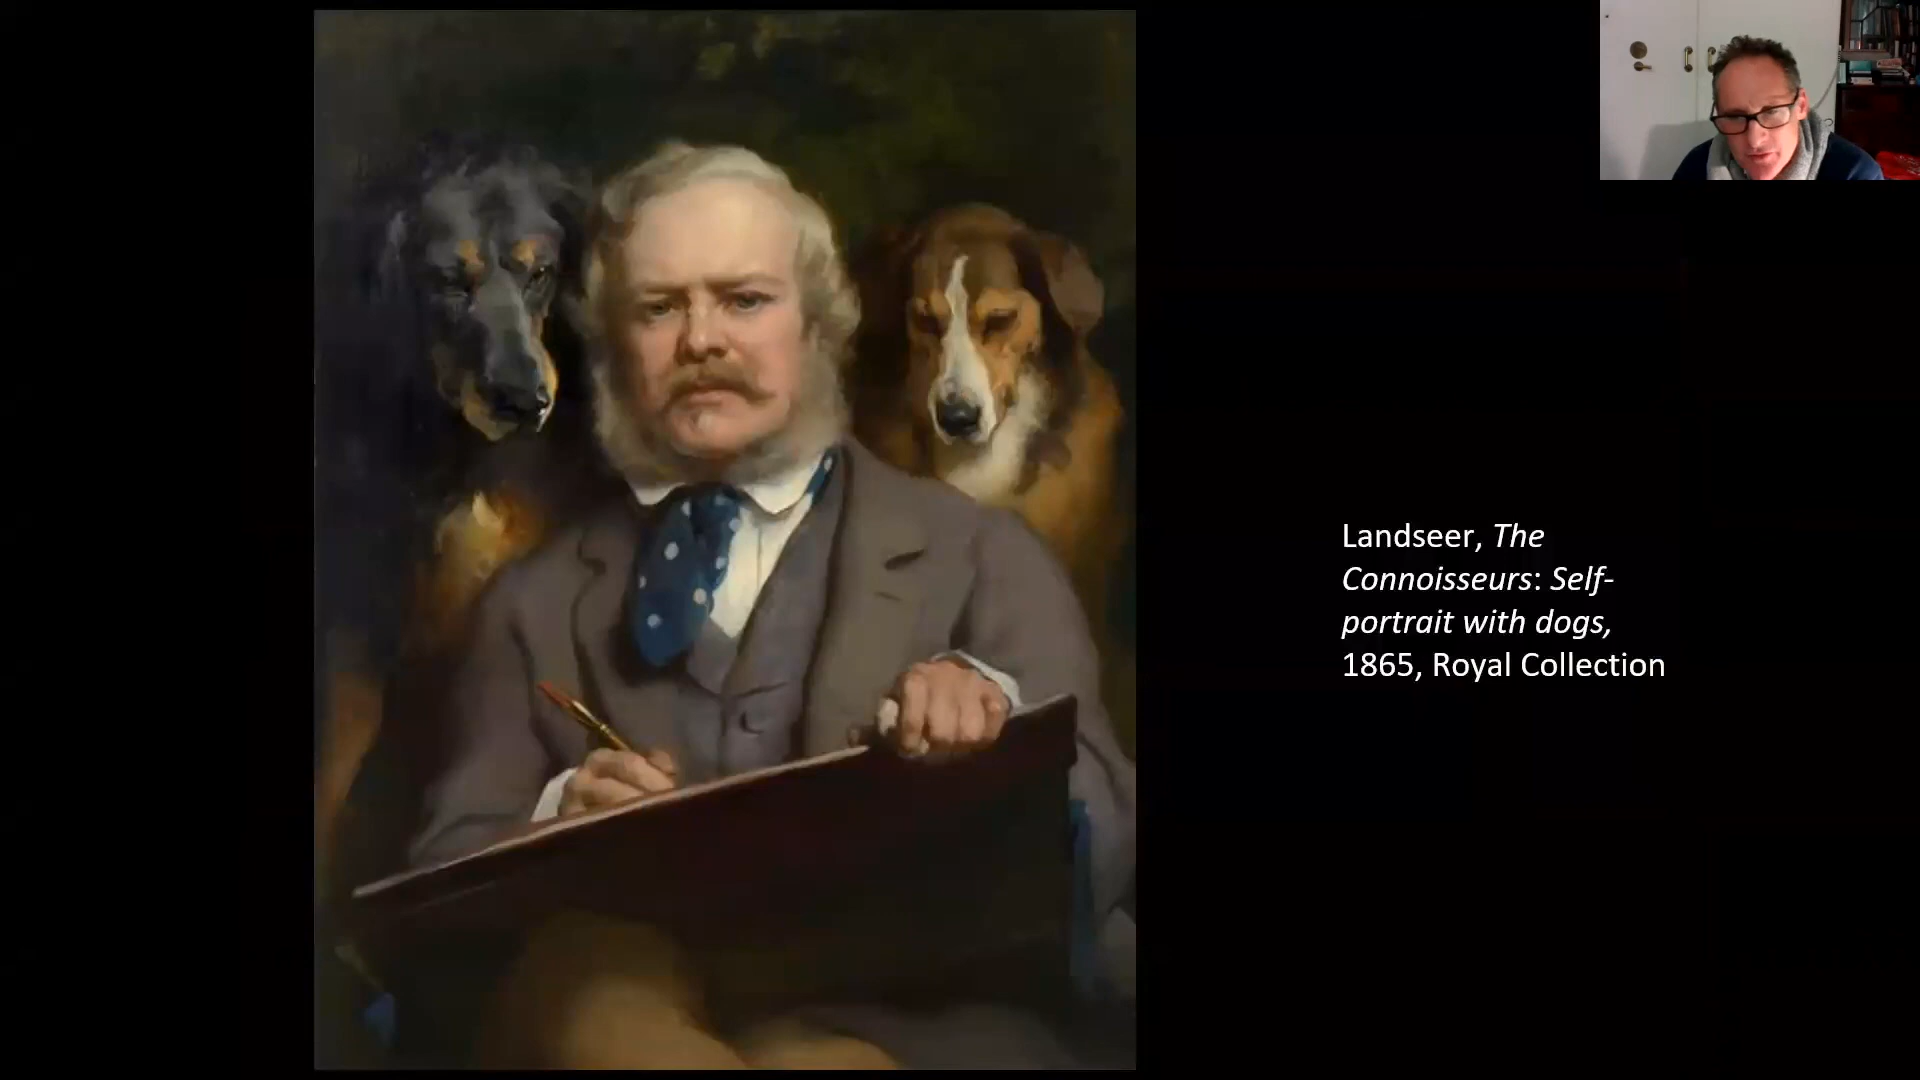 Landseer, The
Connoisseurs: Self-
portrait with dogs,
1865, Royal Collection